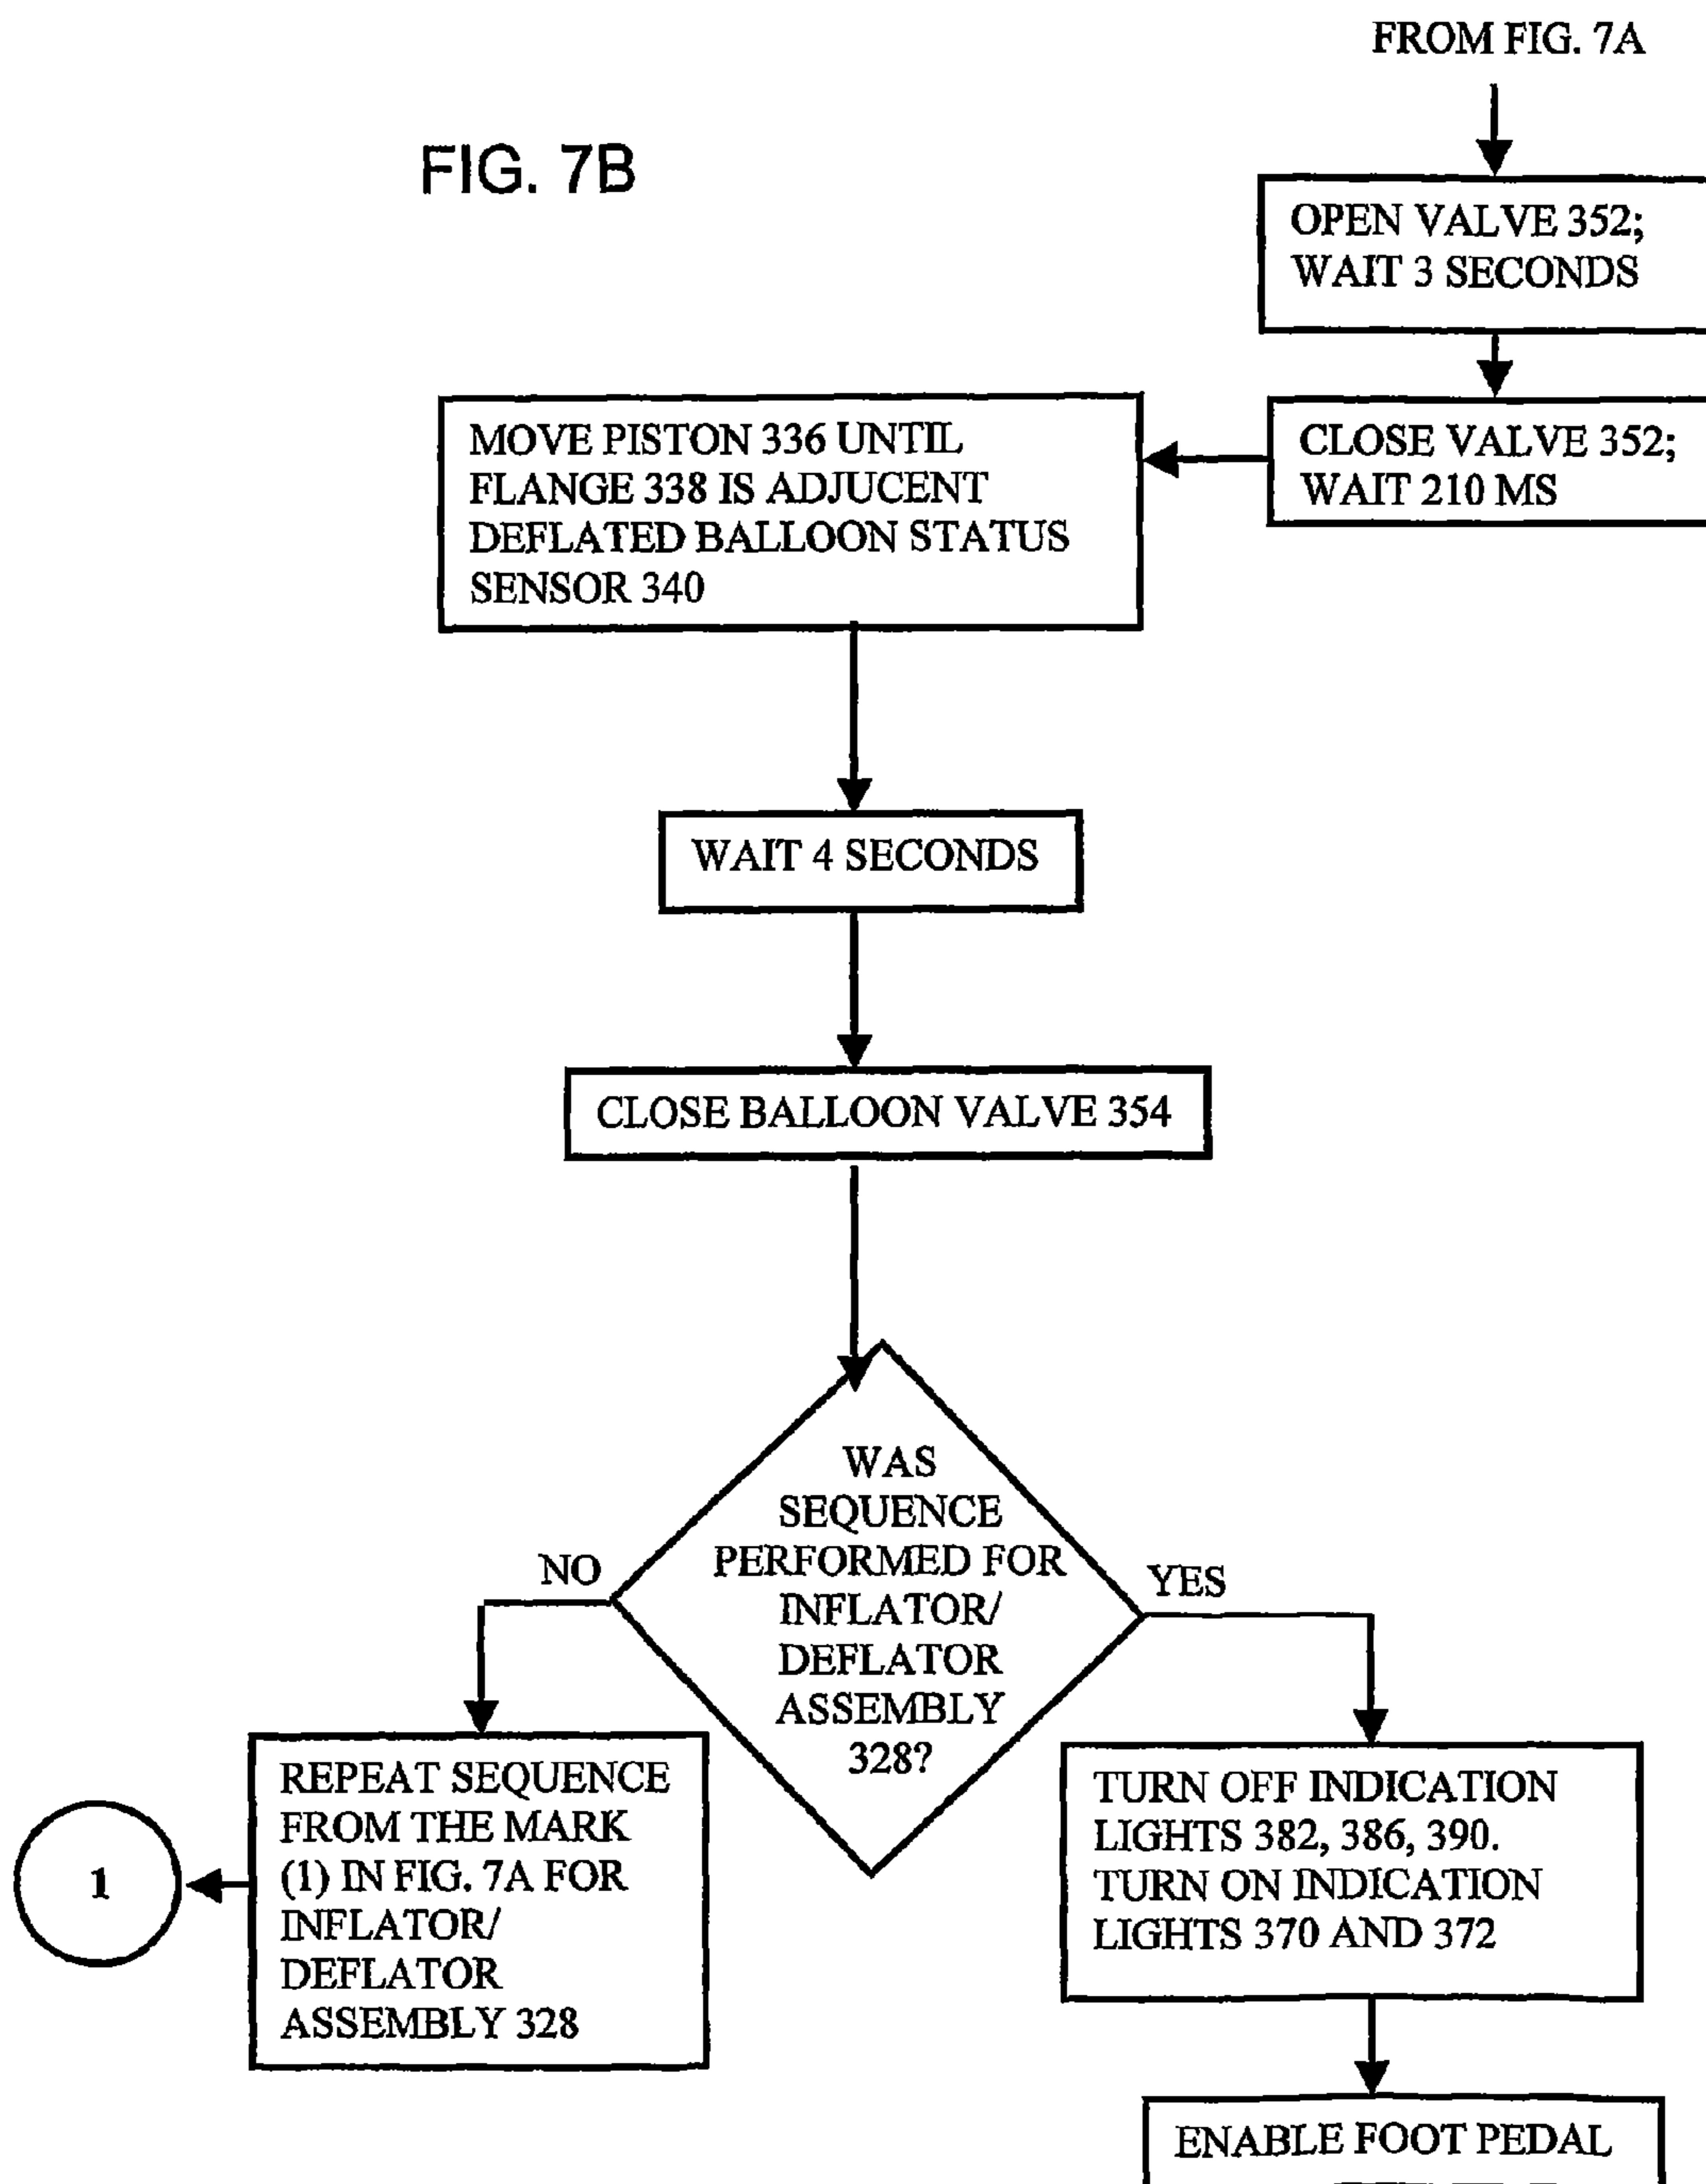 FROM FIG. 7A
FIG. 7B
OPEN VALVE 352;
WAIT 3 SECONDS
CLOSE VALVE 352;
WAIT 210 MS
MOVE PISTON 336 UNTIL
FLANGE 338 IS ADJUCENT
DEFLATED BALLOON STATUS
SENSOR 340
WAIT 4 SECONDS
CLOSE BALLOON VALVE 354
WAS
SEQUENCE
PERFORMED FOR
INFLATOR/
DEFLATOR
ASSEMBLY
328?
NO
YES
REPEAT SEQUENCE
FROM THE MARK
(1) IN FIG. 7A FOR
INFLATOR/
DEFLATOR
ASSEMBLY 328
1
TURN OFF INDICATION
LIGHTS 382, 386, 390.
TURN ON INDICATION
LIGHTS 370 AND 372
ENABLE FOOT PEDAL